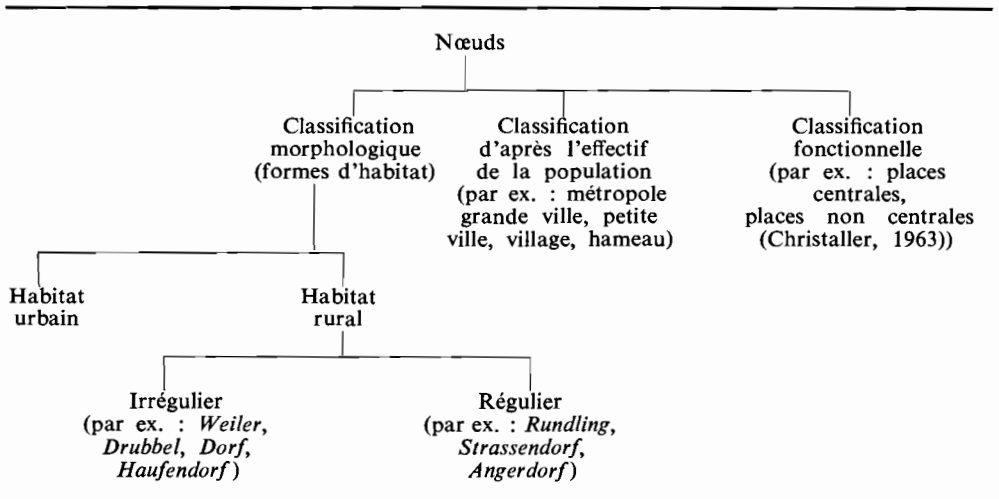 Nœuds
Classification
morphologique
(formes d'habitat)
Classification
d'après l'effectif
de la population
(par ex. : métropole
grande ville, petite
ville, village, hameau)
Classification
fonctionnelle
(par ex. : places
centrales,
places non centrales
(Christaller, 1963))
Habitat
urbain
Habitat
rural
Irrégulier
(par ex. : Weiler,
Drubbel, Dorf,
Haufendorf)
Régulier
(par ex. : Rundling,
Strassendorf,
Angerdorf)